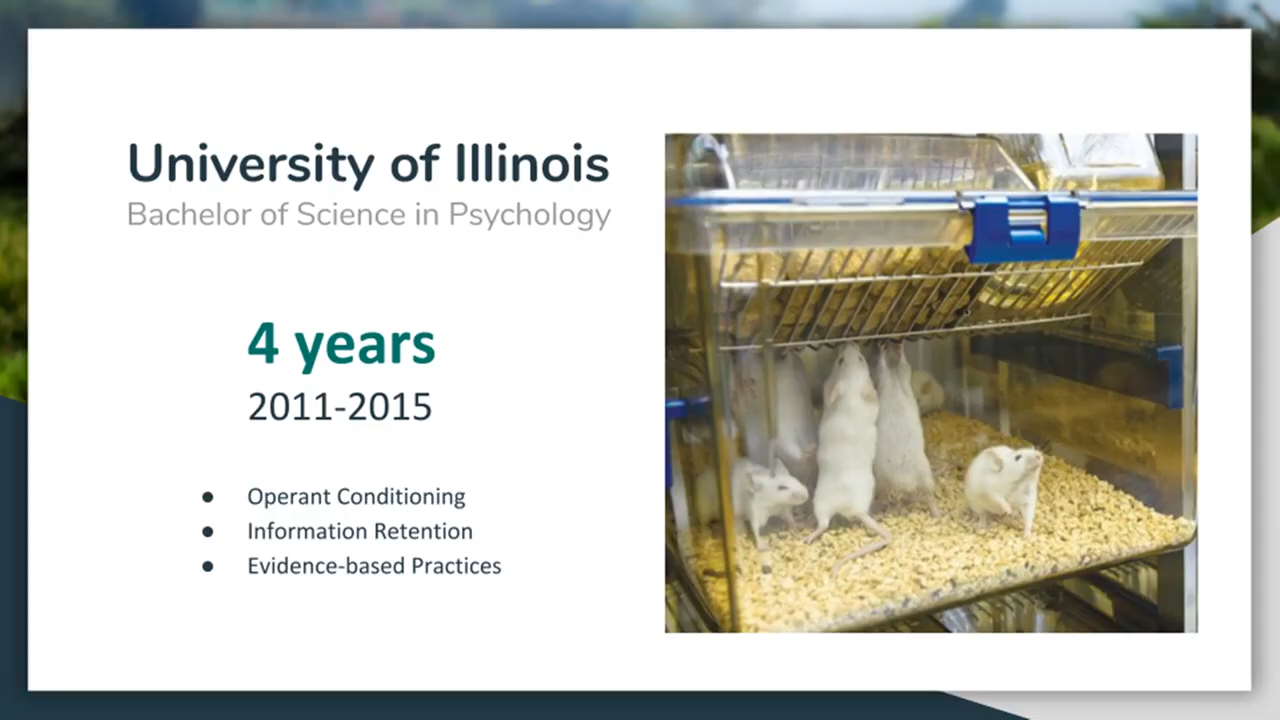 University of Illinois
Bachelor of Science in Psychology
4 years
2011-2015
● Operant Conditioning
● Information Retention
● Evidence-based Practices